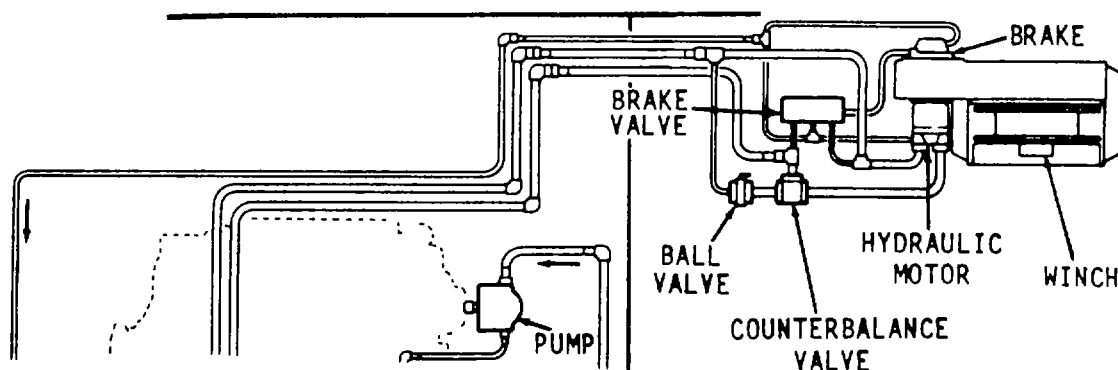 BRAKE
BRAKE
VALVE
HYDRAULIC
MOTOR
WINCH
BALL
VALVE
PUMP
COUNTERBALANCE
VALVE